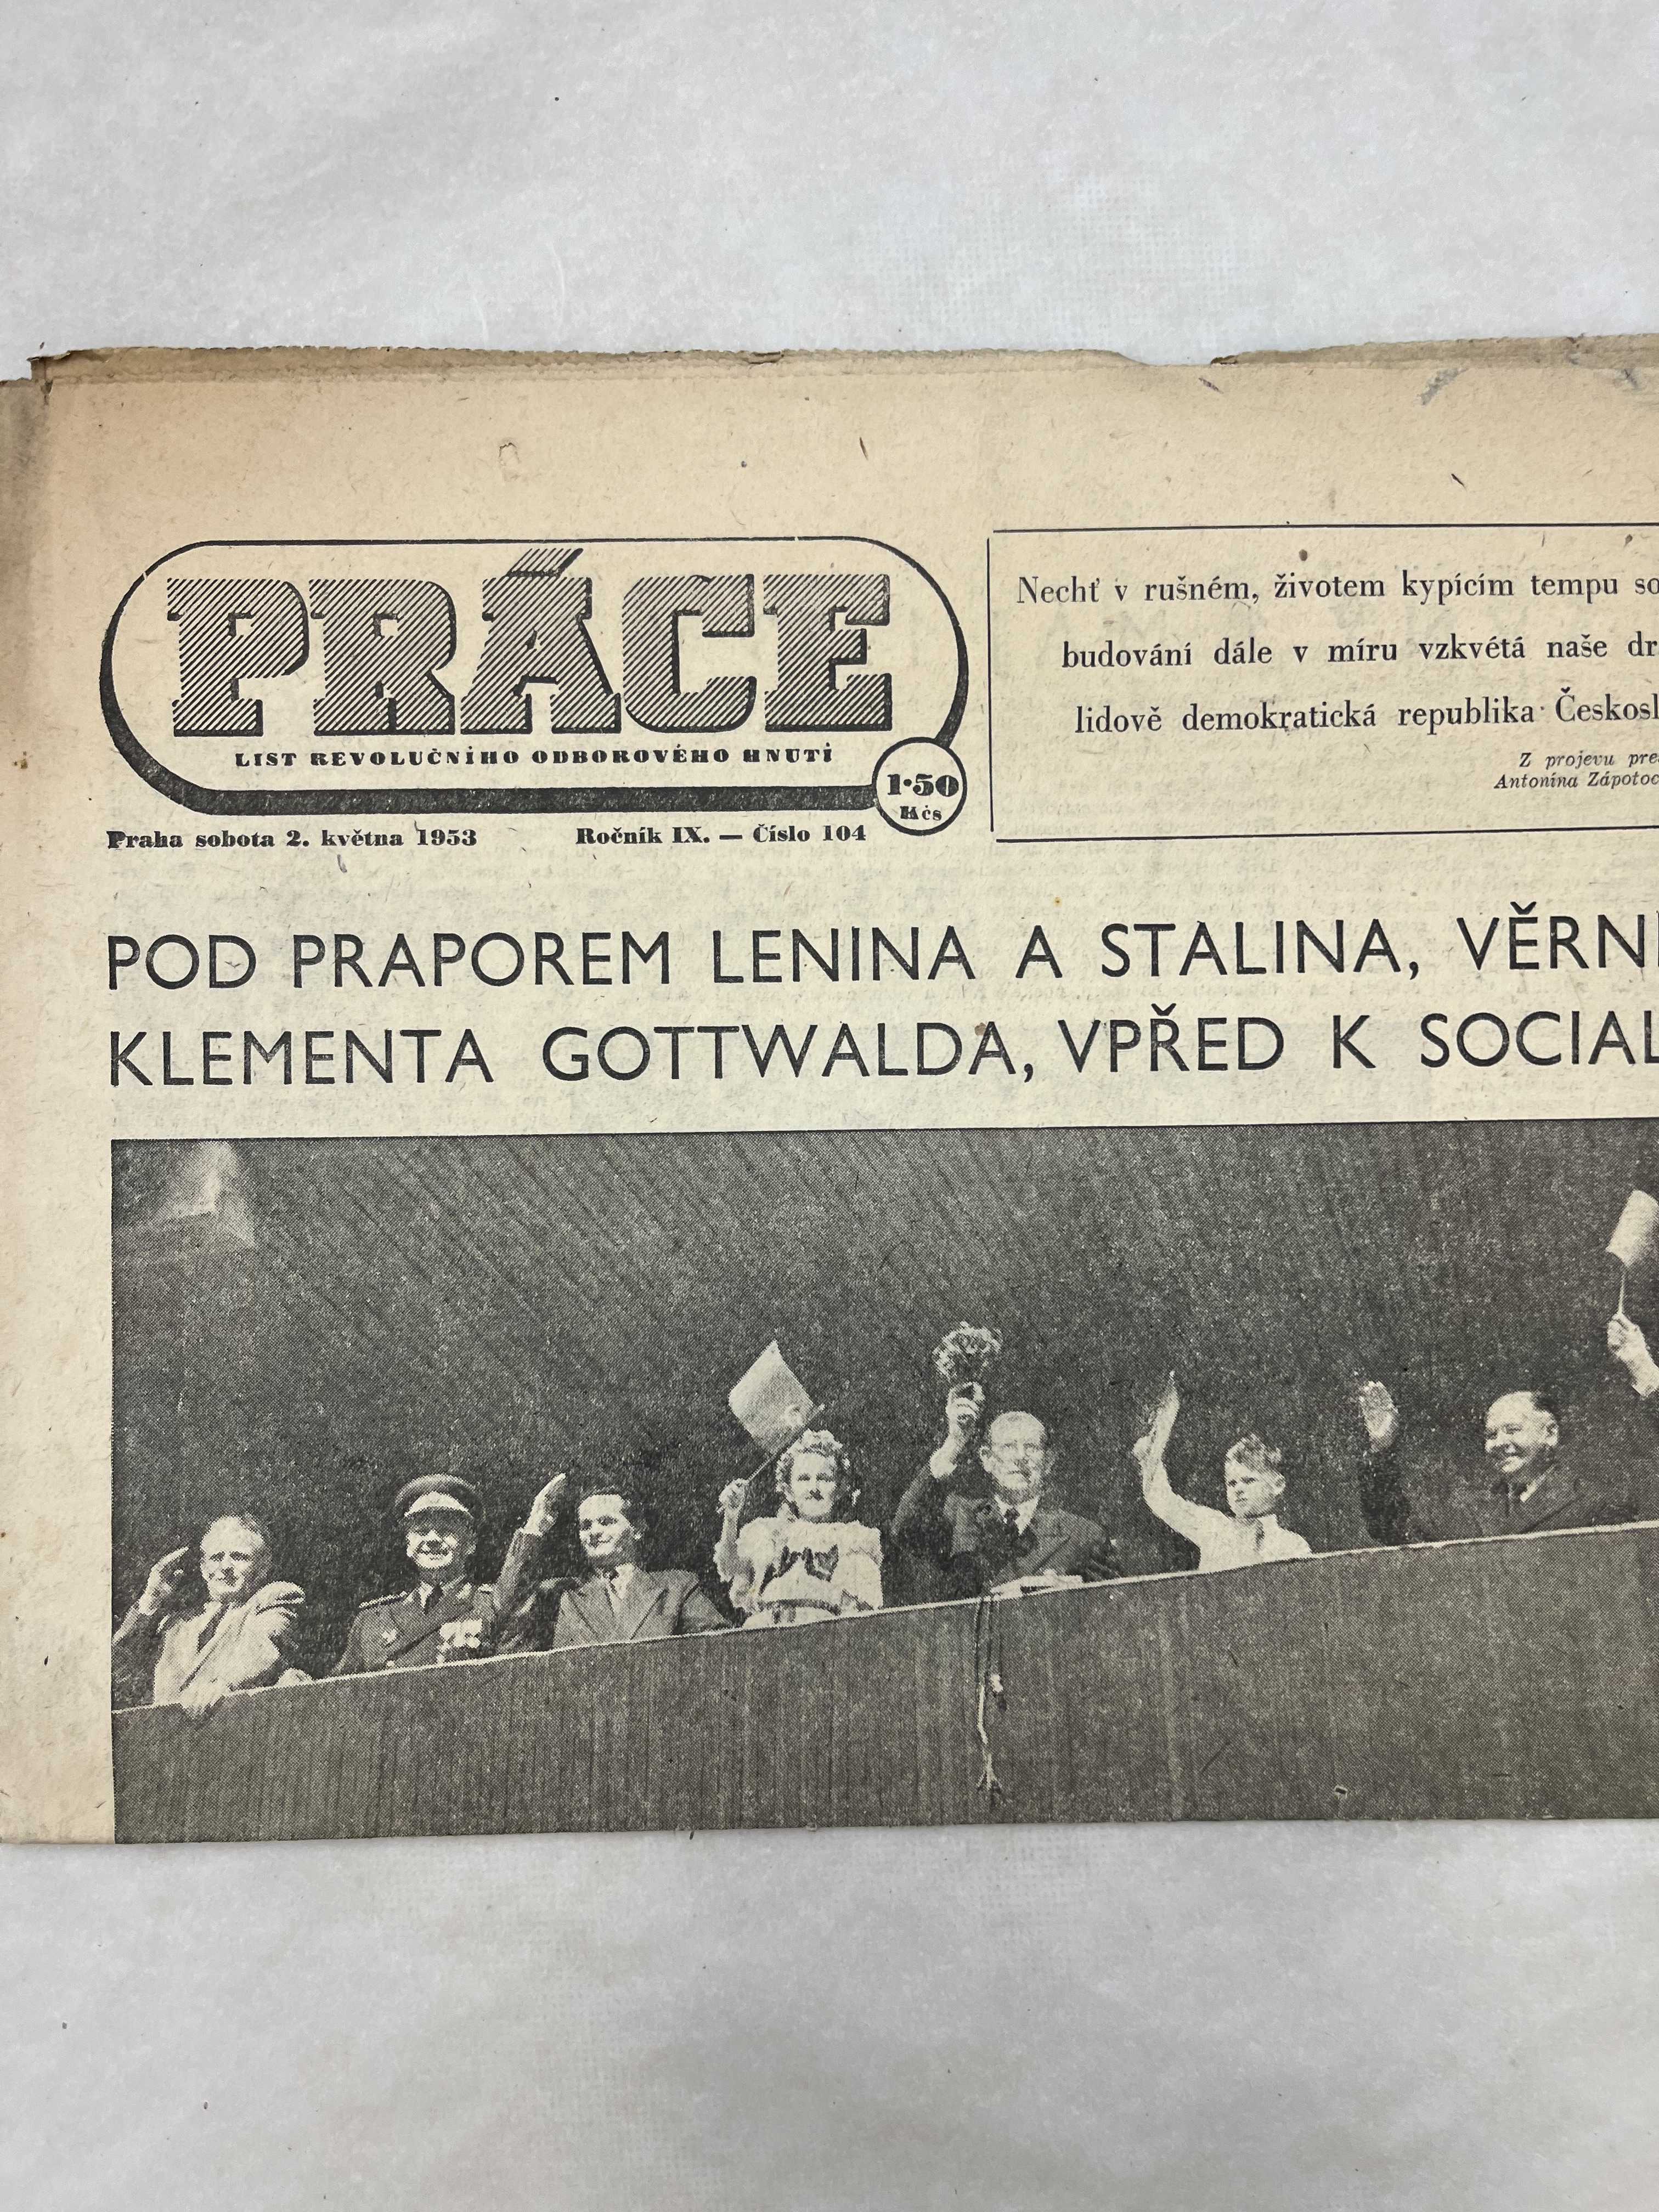 PRÁCE
LIST REVOLUČNÍHO ODBOROVÉHO HNUTÍ
1·50
Kčs
Praha sobota 2. května 1953 Ročník IX. — Číslo 104
Nechť v rušném, životem kypícím tempu so
budování dále v míru vzkvétá naše dr
lidově demokratická republika Českosl
Z projevu pre
Antonína Zápotoc
POD PRAPOREM LENINA A STALINA, VĚRNI
KLEMENTA GOTTWALDA, VPŘED K SOCIAL